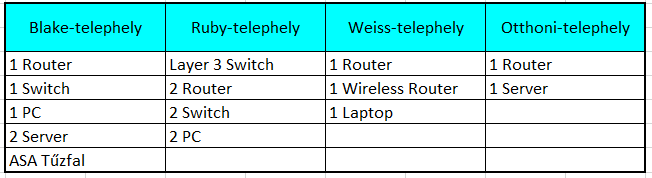 Blake-telephely Ruby-telephely Weiss-telephely Otthoni-telephely
1 Router Layer 3 Switch 1 Router 1 Router
1 Switch 2 Router 1 Wireless Router 1 Server
1 PC 2 Switch 1 Laptop
2 Server 2 PC
ASA Tűzfal